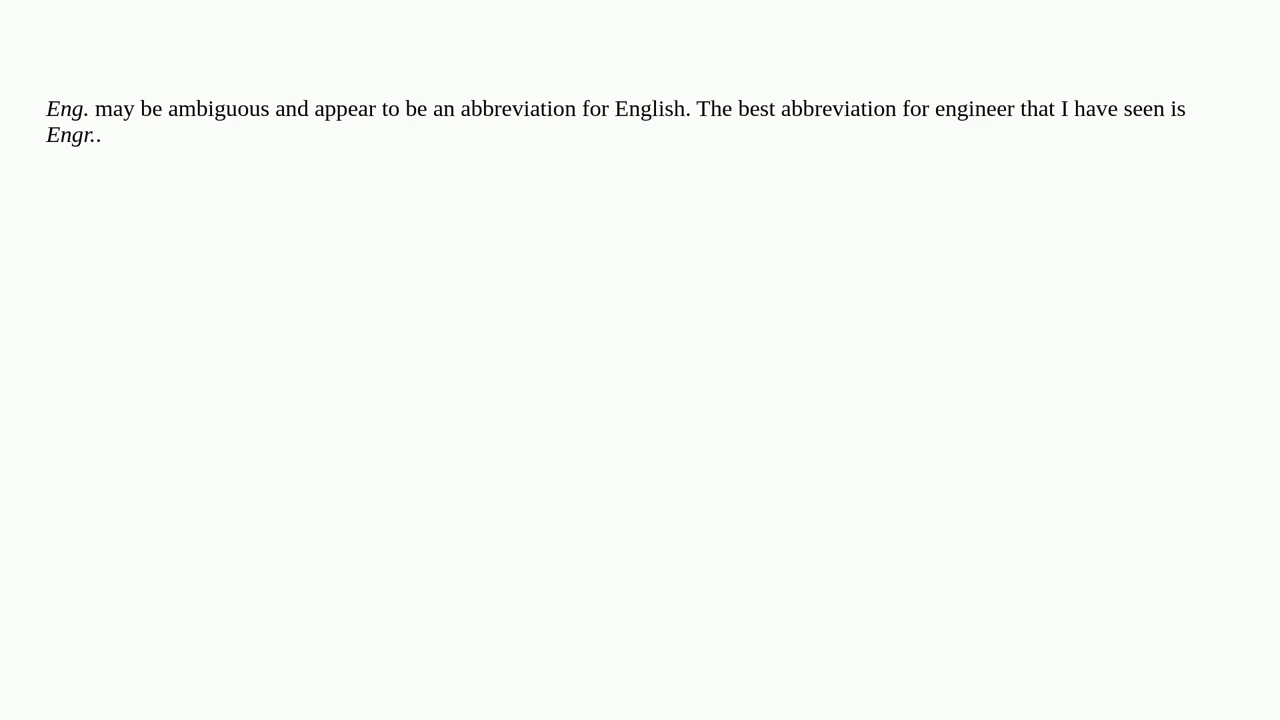 Eng. may be ambiguous and appear to be an abbreviation for English. The best abbreviation for engineer that I have seen is
Engr..